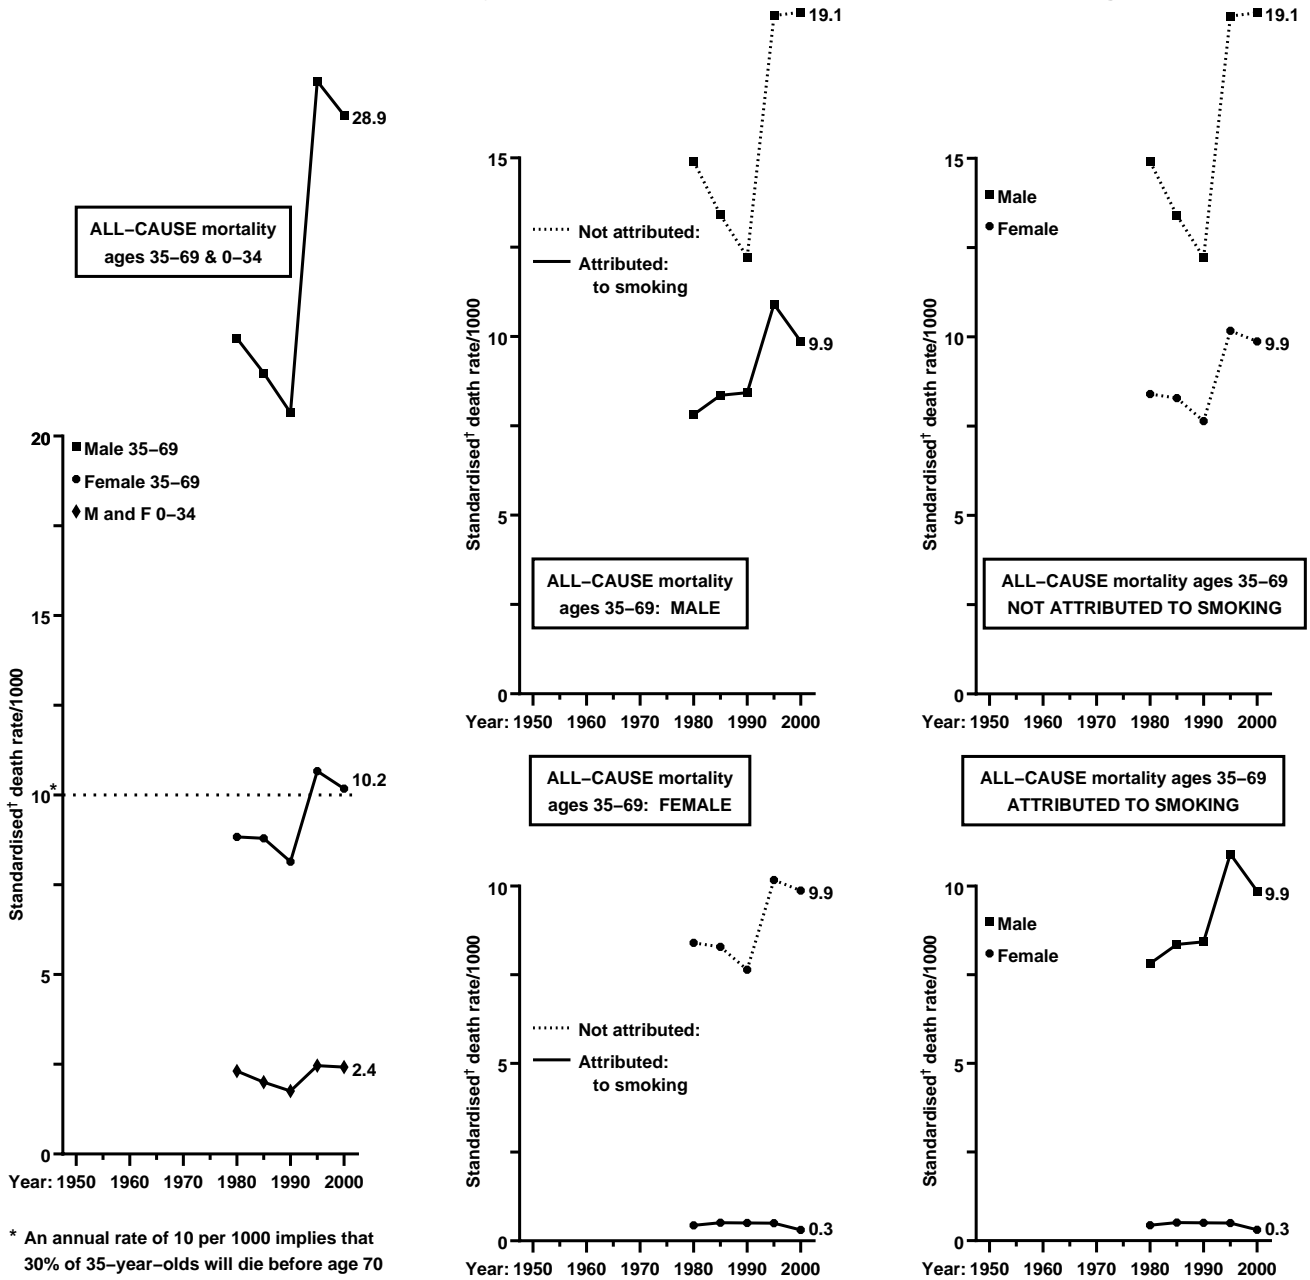 28.9
ALL–CAUSE mortality
ages 35–69 & 0–34
20
Male 35–69
Female 35–69
M and F 0–34
15
10*
5
0
Standardised† death rate/1000
10.2
2.4
Year: 1950 1960 1970 1980 1990 2000
* An annual rate of 10 per 1000 implies that
30% of 35–year–olds will die before age 70
19.1
15
Not attributed:
Attributed:
to smoking
10
9.9
5
Standardised† death rate/1000
ALL–CAUSE mortality
ages 35–69: MALE
0
Year: 1950 1960 1970 1980 1990 2000
ALL–CAUSE mortality
ages 35–69: FEMALE
10
9.9
Not attributed:
Attributed:
to smoking
5
Standardised† death rate/1000
0.3
0
Year: 1950 1960 1970 1980 1990 2000
19.1
15
Male
Female
10
9.9
5
Standardised† death rate/1000
ALL–CAUSE mortality ages 35–69
NOT ATTRIBUTED TO SMOKING
0
Year: 1950 1960 1970 1980 1990 2000
ALL–CAUSE mortality ages 35–69
ATTRIBUTED TO SMOKING
10
9.9
Male
Female
5
Standardised† death rate/1000
0.3
0
Year: 1950 1960 1970 1980 1990 2000